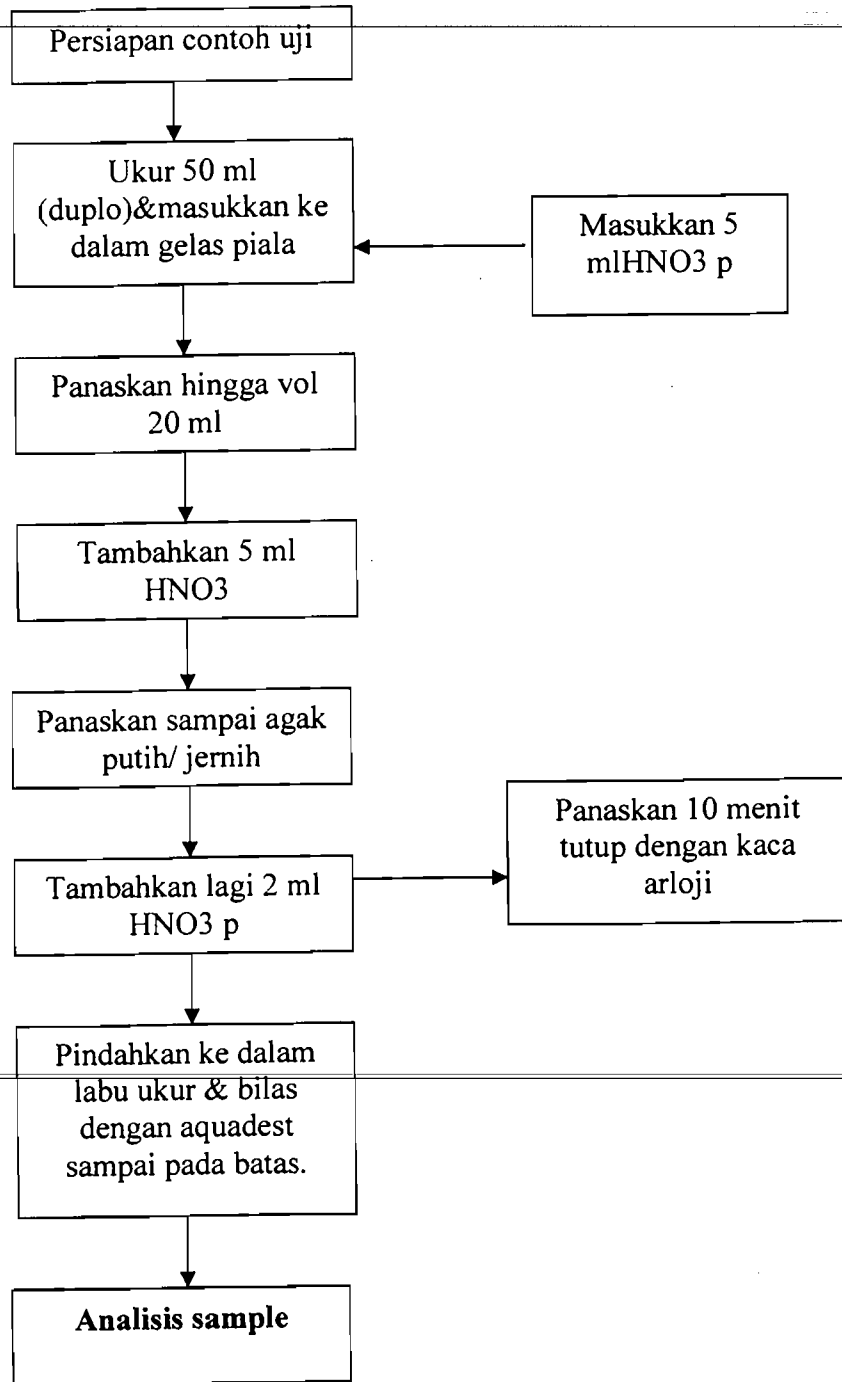 Persiapan contoh uji
Ukur 50 ml
(duplo)&masukkan ke
dalam gelas piala
Masukkan 5
mlHNO3 p
Panaskan hingga vol
20 ml
Tambahkan 5 ml
HNO3
Panaskan sampai agak
putih/ jernih
Tambahkan lagi 2 ml
HNO3 p
Panaskan 10 menit
tutup dengan kaca
arloji
Pindahkan ke dalam
labu ukur & bilas
dengan aquadest
sampai pada batas.
Analisis sample